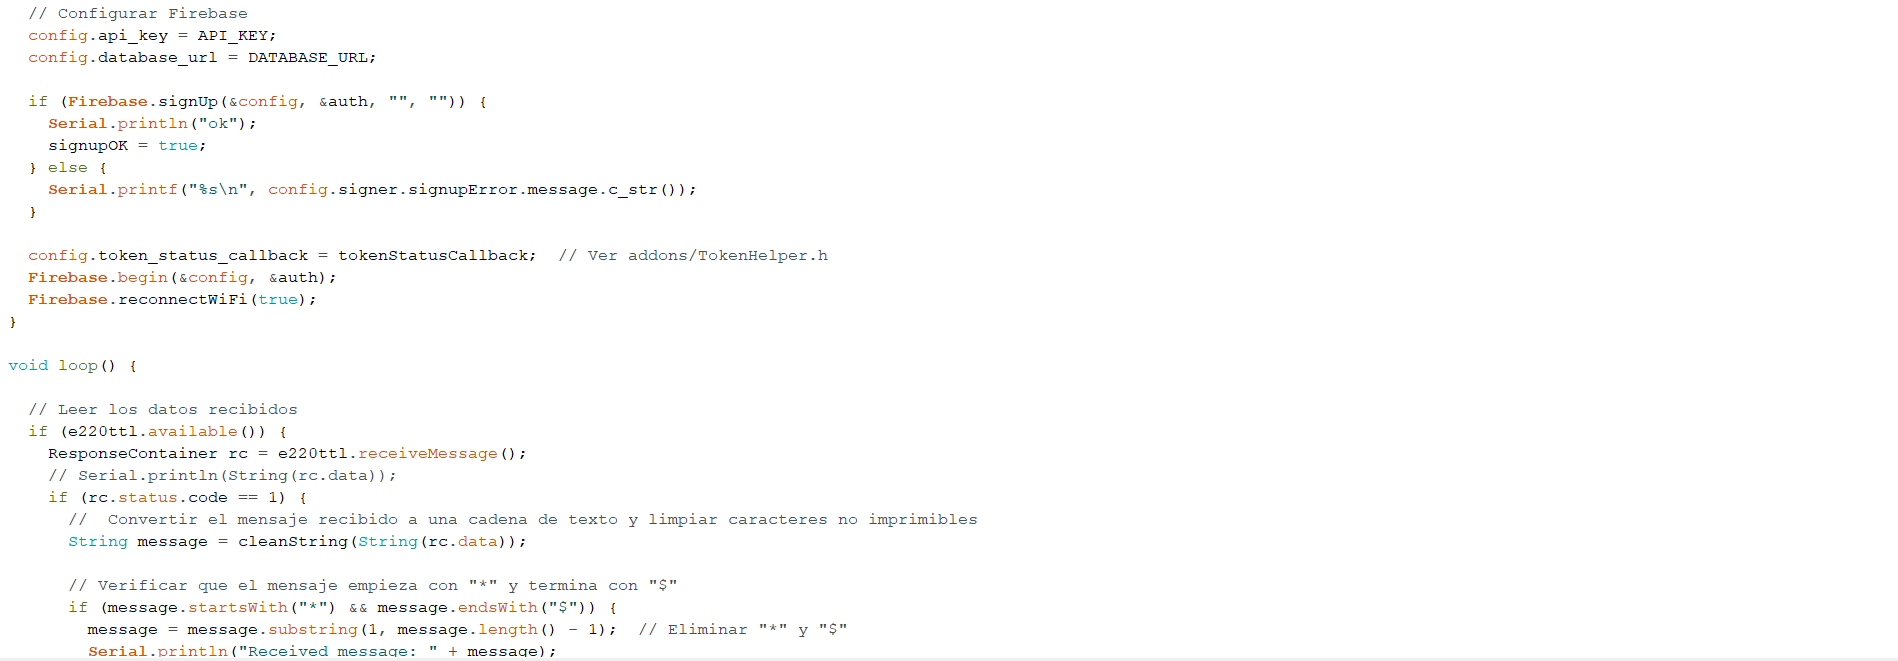 // Configurar Firebase
config.api_key = API_KEY;
config.database_url = DATABASE_URL;
if (Firebase.signUp(&config, &auth, "", "")) {
Serial.println("ok");
signupOK = true;
} else {
Serial.printf("%s\n", config.signer.signupError.message.c_str());
}
config.token_status_callback = tokenStatusCallback;  // Ver addons/TokenHelper.h
Firebase.begin(&config, &auth);
Firebase.reconnectWiFi(true);
}
void loop() {
// Leer los datos recibidos
if (e220ttl.available()) {
ResponseContainer rc = e220ttl.receiveMessage();
// Serial.println(String(rc.data));
if (rc.status.code == 1) {
//  Convertir el mensaje recibido a una cadena de texto y limpiar caracteres no imprimibles
String message = cleanString(String(rc.data));
// Verificar que el mensaje empieza con "*" y termina con "$"
if (message.startsWith("*") && message.endsWith("$")) {
message = message.substring(1, message.length() - 1);  // Eliminar "*" y "$"
Serial.println("Received message: " + message);